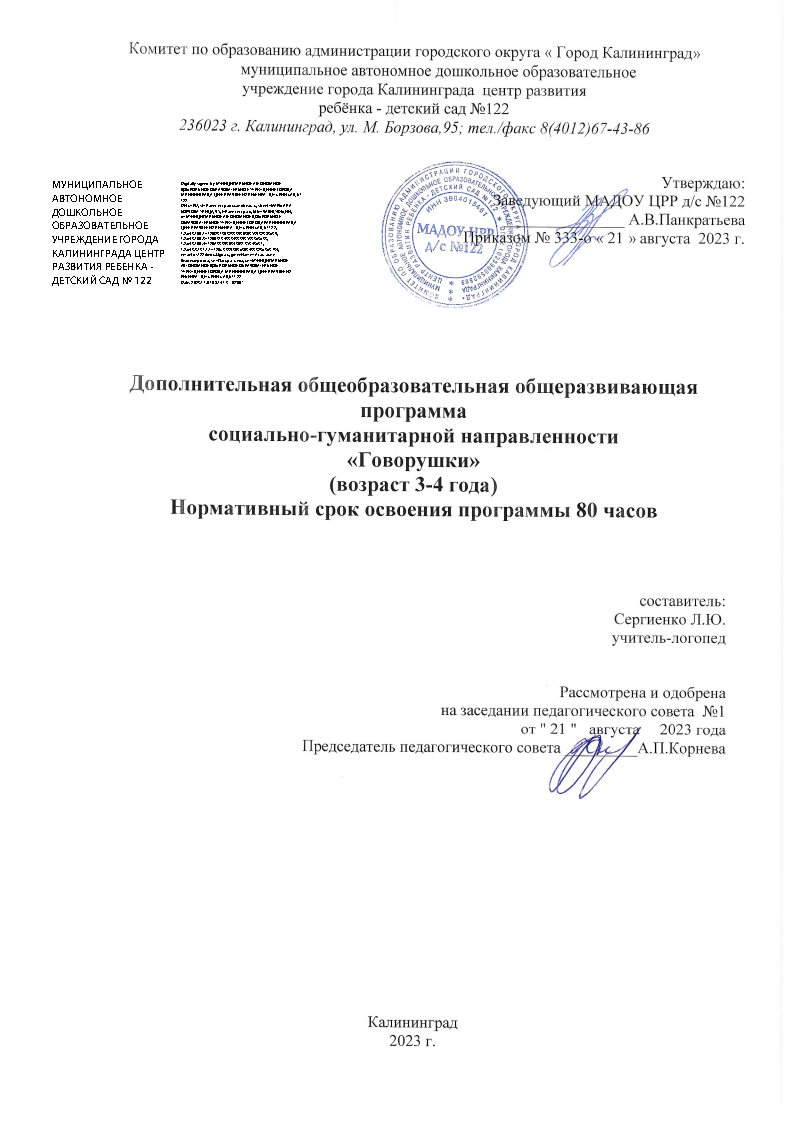 Комитет по образованию администрации городского округа « Город Калининград»
муниципальное автономное дошкольное образовательное
учреждение города Калининграда центр развития
ребёнка - детский сад №122
236023 г. Калининград, ул. М. Борзова,95; тел./факс 8(4012)67-43-86
МУНИЦИПАЛЬНОЕ
АВТОНОМНОЕ
ДОШКОЛЬНОЕ
ОБРАЗОВАТЕЛЬНОЕ
УЧРЕЖДЕНИЕ ГОРОДА
КАЛИНИНГРАДА ЦЕНТР
РАЗВИТИЯ РЕБЕНКА -
ДЕТСКИЙ САД № 122
МАДОУ ЦРР
д/с №122
Утверждаю:
Заведующий МАДОУ ЦРР д/с №122
А.В.Панкратьева
Приказом № 333-о « 21 » августа 2023 г.
Дополнительная общеобразовательная общеразвивающая
программа
социально-гуманитарной направленности
«Говорушки»
(возраст 3-4 года)
Нормативный срок освоения программы 80 часов
составитель:
Сергиенко Л.Ю.
учитель-логопед
Рассмотрена и одобрена
на заседании педагогического совета №1
от " 21 " августа 2023 года
Председатель педагогического совета __________А.П.Корнева
Калининград
2023 г.